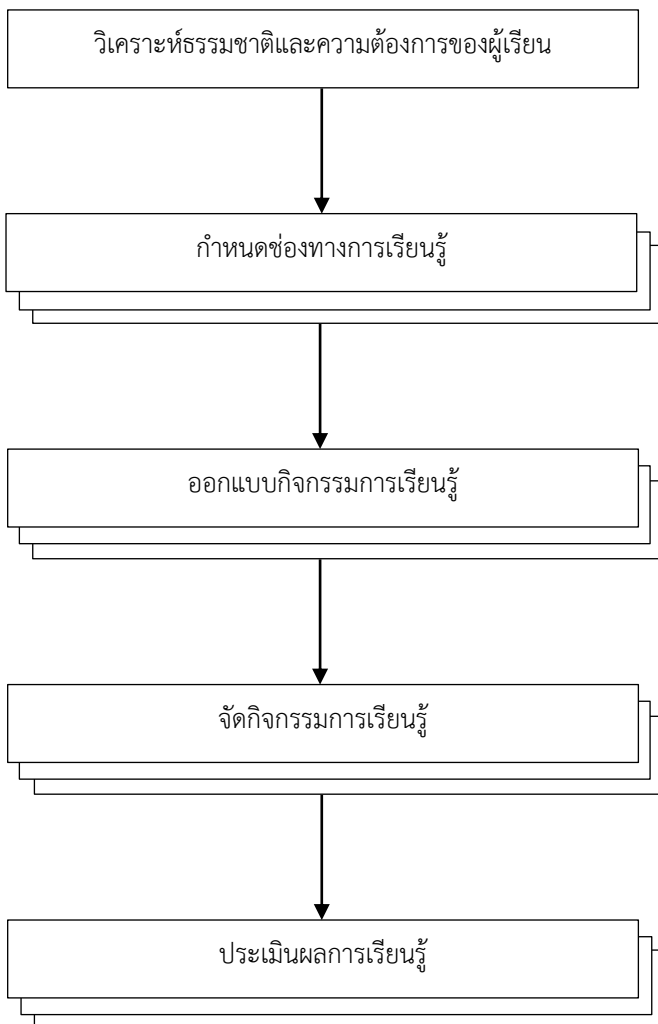 วิเคราะห์ธรรมชาติและความต้องการของผู้เรียน
กำหนดช่องทางการเรียนรู้
ออกแบบกิจกรรมการเรียนรู้
จัดกิจกรรมการเรียนรู้
ประเมินผลการเรียนรู้